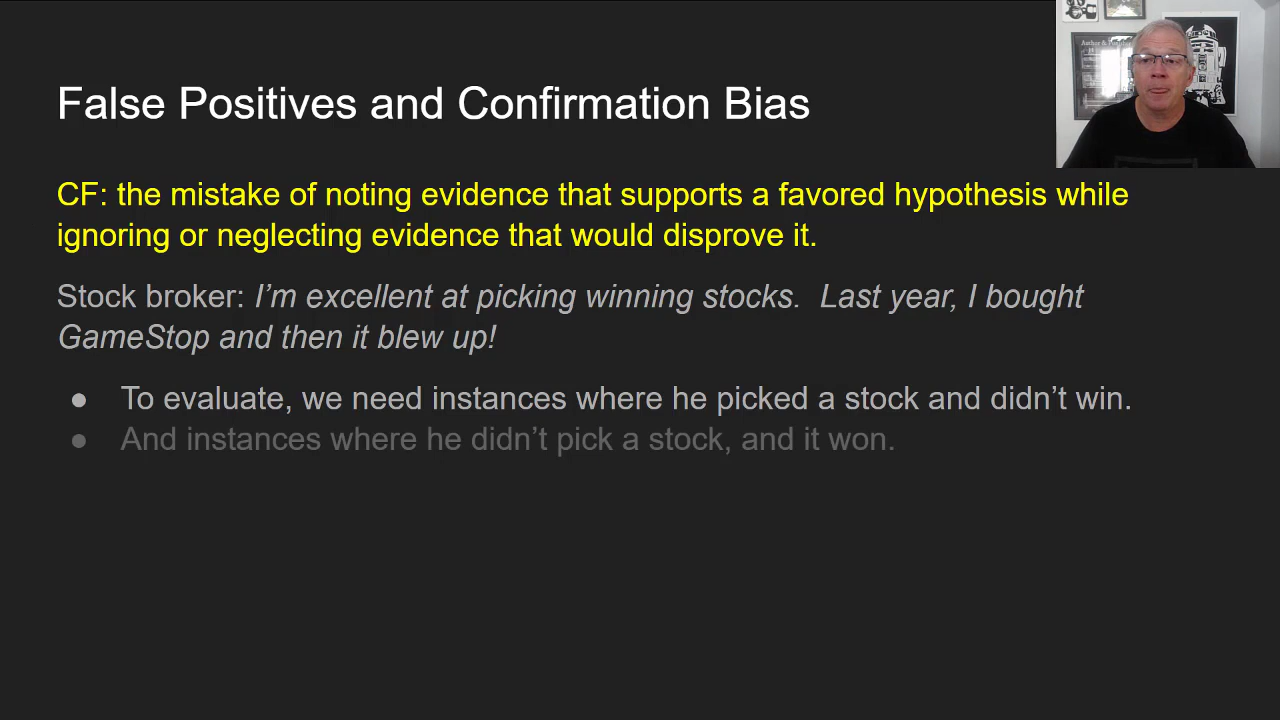 False Positives and Confirmation Bias
CF: the mistake of noting evidence that supports a favored hypothesis while
ignoring or neglecting evidence that would disprove it.
Stock broker: I’m excellent at picking winning stocks.  Last year, I bought
GameStop and then it blew up!
● To evaluate, we need instances where he picked a stock and didn’t win.
● And instances where he didn’t pick a stock, and it won.